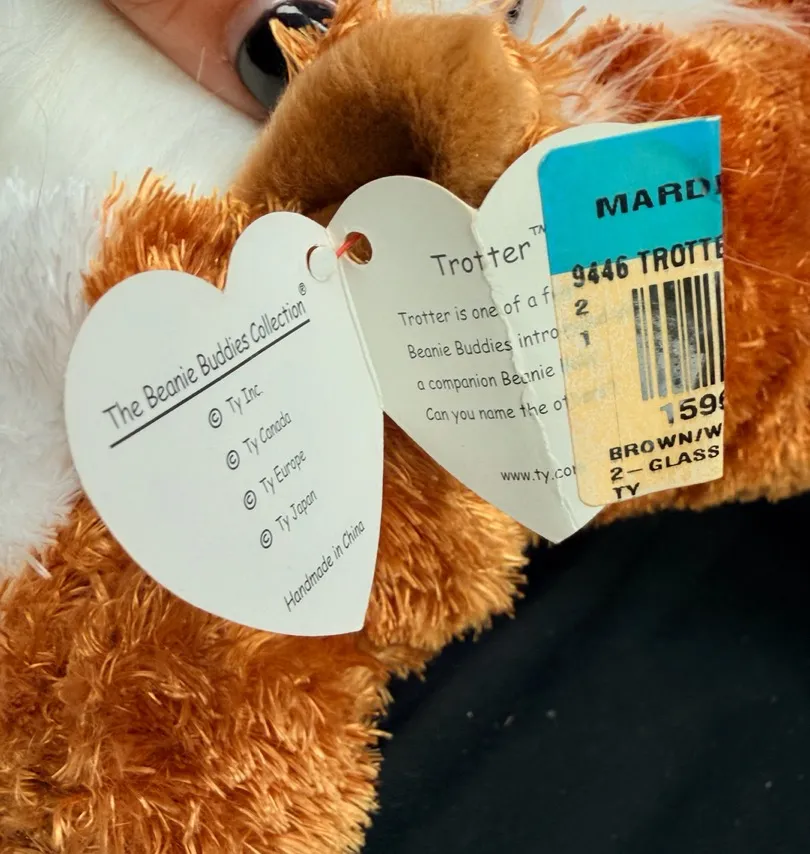 The Beanie Buddies Collection®
© Ty Inc.
© Ty Canada
© Ty Europe
© Ty Japan
Handmade in China
Trotter™
Trotter is one of a f
Beanie Buddies intro
a companion Beanie
Can you name the ot
www.ty.co
MARD
9446 TROTTE
2
1
159
BROWN/W
2-GLASS
TY